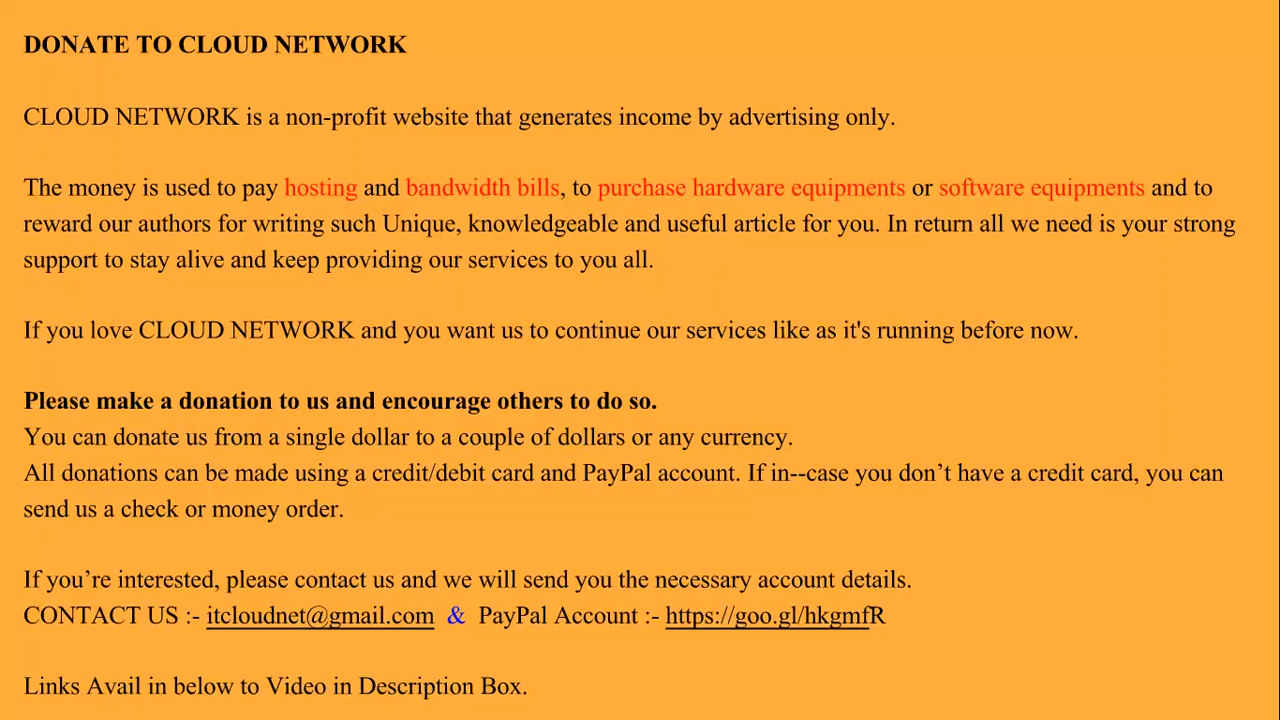 DONATE TO CLOUD NETWORK
CLOUD NETWORK is a non-profit website that generates income by advertising only.
The money is used to pay hosting and bandwidth bills, to purchase hardware equipments or software equipments and to
reward our authors for writing such Unique, knowledgeable and useful article for you. In return all we need is your strong
support to stay alive and keep providing our services to you all.
If you love CLOUD NETWORK and you want us to continue our services like as it's running before now.
Please make a donation to us and encourage others to do so.
You can donate us from a single dollar to a couple of dollars or any currency.
All donations can be made using a credit/debit card and PayPal account. If in--case you don’t have a credit card, you can
send us a check or money order.
If you’re interested, please contact us and we will send you the necessary account details.
CONTACT US :- itcloudnet@gmail.com & PayPal Account :- https://goo.gl/hkgmfR
Links Avail in below to Video in Description Box.